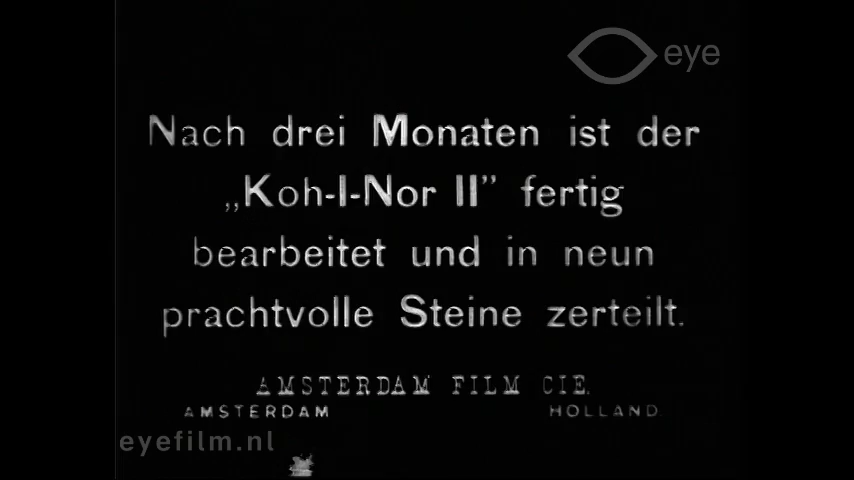 eye
Nach drei Monaten ist der
„Koh-I-Nor II” fertig
bearbeitet und in neun
prachtvolle Steine zerteilt.
AMSTERDAM FILM CIE.
AMSTERDAM HOLLAND.
eyefilm.nl